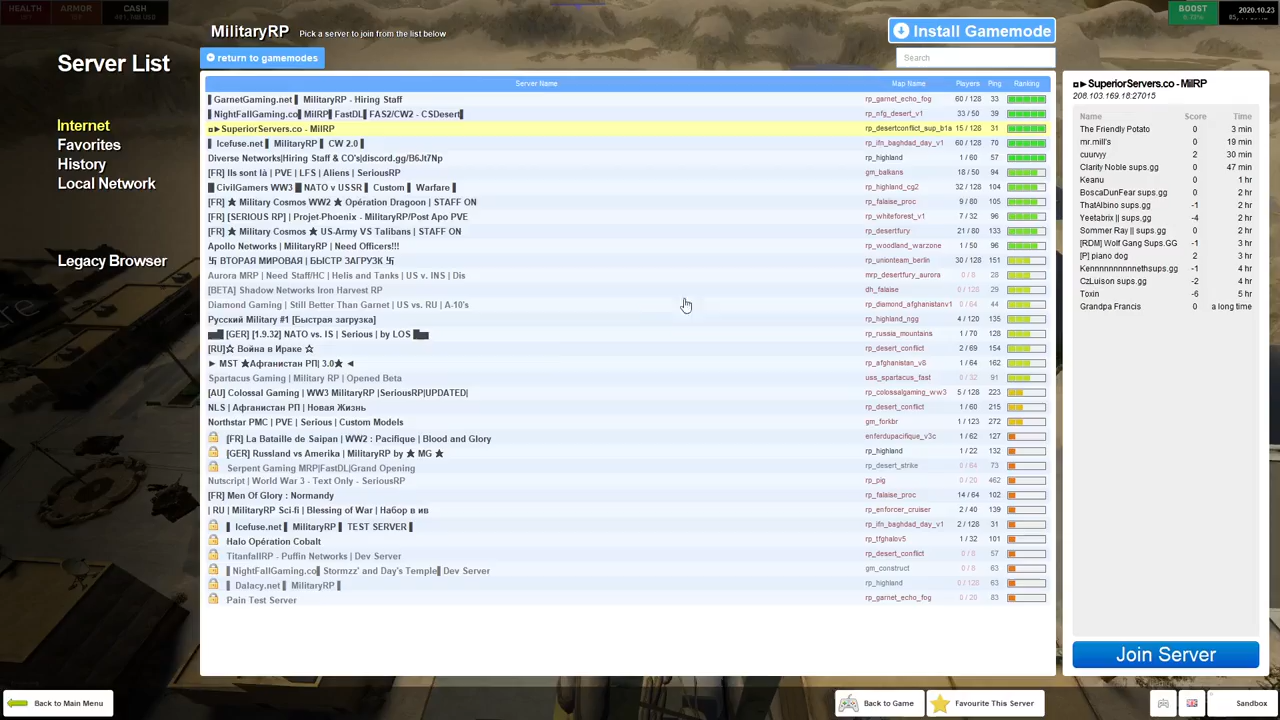 HEALTH
ARMOR
CASH
BOOST
2020.10.23
MilitaryRP Pick a server to join from the list below
Install Gamemode
Server List
return to gamemodes
Search
Internet
Favorites
History
Local Network
Legacy Browser
Server Name Map Name Players Ping Ranking
▌GarnetGaming.net ▌ MilitaryRP - Hiring Staff rp_garnet_echo_fog 60 / 128 33
▌NightFallGaming.co▌MilRP▌FastDL▌FAS2/CW2 - CSDesert▌ rp_nfg_desert_v1 33 / 50 39
¤►SuperiorServers.co - MilRP rp_desertconflict_sup_b1a 15 / 128 31
▌ Icefuse.net ▌ MilitaryRP ▌ CW 2.0 ▌ rp_ifn_baghdad_day_v1 60 / 128 70
Diverse Networks|Hiring Staff & CO's|discord.gg/B6Jt7Np rp_highland 1 / 60 57
[FR] Ils sont là | PVE | LFS | Aliens | SeriousRP gm_balkans 18 / 50 94
█ CivilGamers WW3 █ NATO v USSR ▌ Custom ▌ Warfare ▌ rp_highland_cg2 32 / 128 104
[FR] ★ Military Cosmos WW2 ★ Opération Dragoon | STAFF ON rp_falaise_proc 9 / 80 105
[FR] [SERIOUS RP] | Projet-Phoenix - MilitaryRP/Post Apo PVE rp_whiteforest_v1 7 / 32 96
[FR] ★ Military Cosmos ★ US-Army VS Talibans | STAFF ON rp_desertfury 21 / 80 133
Apollo Networks | MilitaryRP | Need Officers!!! rp_woodland_warzone 1 / 50 96
卐 ВТОРАЯ МИРОВАЯ | БЫСТР ЗАГРУЗК 卐 rp_unionteam_berlin 30 / 128 151
Aurora MRP | Need Staff/HC | Helis and Tanks | US v. INS | Dis mrp_desertfury_aurora 0 / 8 28
[BETA] Shadow Networks Iron Harvest RP dh_falaise 0 / 128 29
Diamond Gaming | Still Better Than Garnet | US vs. RU | A-10's rp_diamond_afghanistanv1 0 / 64 44
Русский Military #1 [Быстрая загрузка] rp_highland_ngg 4 / 120 135
[GER] [1.9.32] NATO vs. IS | Serious | by LOS rp_russia_mountains 1 / 70 128
[RU]☆ Война в Ираке ☆ rp_desert_conflict 2 / 69 154
► MST ★Афганистан РП| 3.0★ ◄ rp_afghanistan_v8 1 / 64 162
Spartacus Gaming | Military RP | Opened Beta uss_spartacus_fast 0 / 32 91
[AU] Colossal Gaming | WW3 MilitaryRP |SeriousRP|UPDATED| rp_colossalgaming_ww3 5 / 128 223
NLS | Афганистан РП | Новая Жизнь rp_desert_conflict 1 / 60 215
Northstar PMC | PVE | Serious | Custom Models gm_forkbr 1 / 123 272
[FR] La Bataille de Saipan | WW2 : Pacifique | Blood and Glory enferdupacifique_v3c 1 / 62 127
[GER] Russland vs Amerika | MilitaryRP by ★ MG ★ rp_highland 1 / 22 132
Serpent Gaming MRP|FastDL|Grand Opening rp_desert_strike 0 / 64 73
Nutscript | World War 3 - Text Only - SeriousRP rp_pig 0 / 20 462
[FR] Men Of Glory : Normandy rp_falaise_proc 14 / 64 102
| RU | MilitaryRP Sci-fi | Blessing of War | Набор в ив rp_enforcer_cruiser 2 / 40 139
▌ Icefuse.net ▌ MilitaryRP ▌ TEST SERVER ▌ rp_ifn_baghdad_day_v1 2 / 128 31
Halo Opération Cobalt rp_tfghalov5 1 / 32 101
TitanfallRP - Puffin Networks | Dev Server rp_desert_conflict 0 / 8 57
▌NightFallGaming.co▌ Stormzz' and Day's Temple▌ Dev Server gm_construct 0 / 8 63
▌ Dalacy.net ▌ MilitaryRP ▌ rp_highland 0 / 128 63
Pain Test Server rp_garnet_echo_fog 0 / 20 83
¤►SuperiorServers.co - MilRP
208.103.169.18:27015
Name Score Time
The Friendly Potato 0 3 min
mr.mil's 0 19 min
cuurvyy 2 30 min
Clarity Noble sups.gg 0 47 min
Keanu 0 1 hr
BoscaDunFear sups.gg 0 2 hr
ThatAlbino sups.gg -1 2 hr
Yeetabrix || sups.gg -4 2 hr
Sommer Ray || sups.gg 0 2 hr
[RDM] Wolf Gang Sups.GG -1 3 hr
[P] piano dog 2 3 hr
Kennnnnnnnnethsups.gg -1 4 hr
CzLuison sups.gg -2 4 hr
Toxin -6 5 hr
Grandpa Francis 0 a long time
Join Server
Back to Main Menu
Back to Game
Favourite This Server
Sandbox